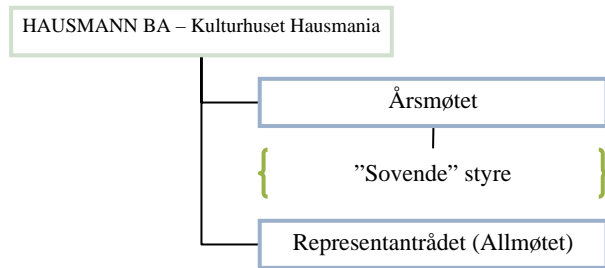 HAUSMANN BA – Kulturhuset Hausmania
Årsmøtet
”Sovende” styre
Representantrådet (Allmøtet)